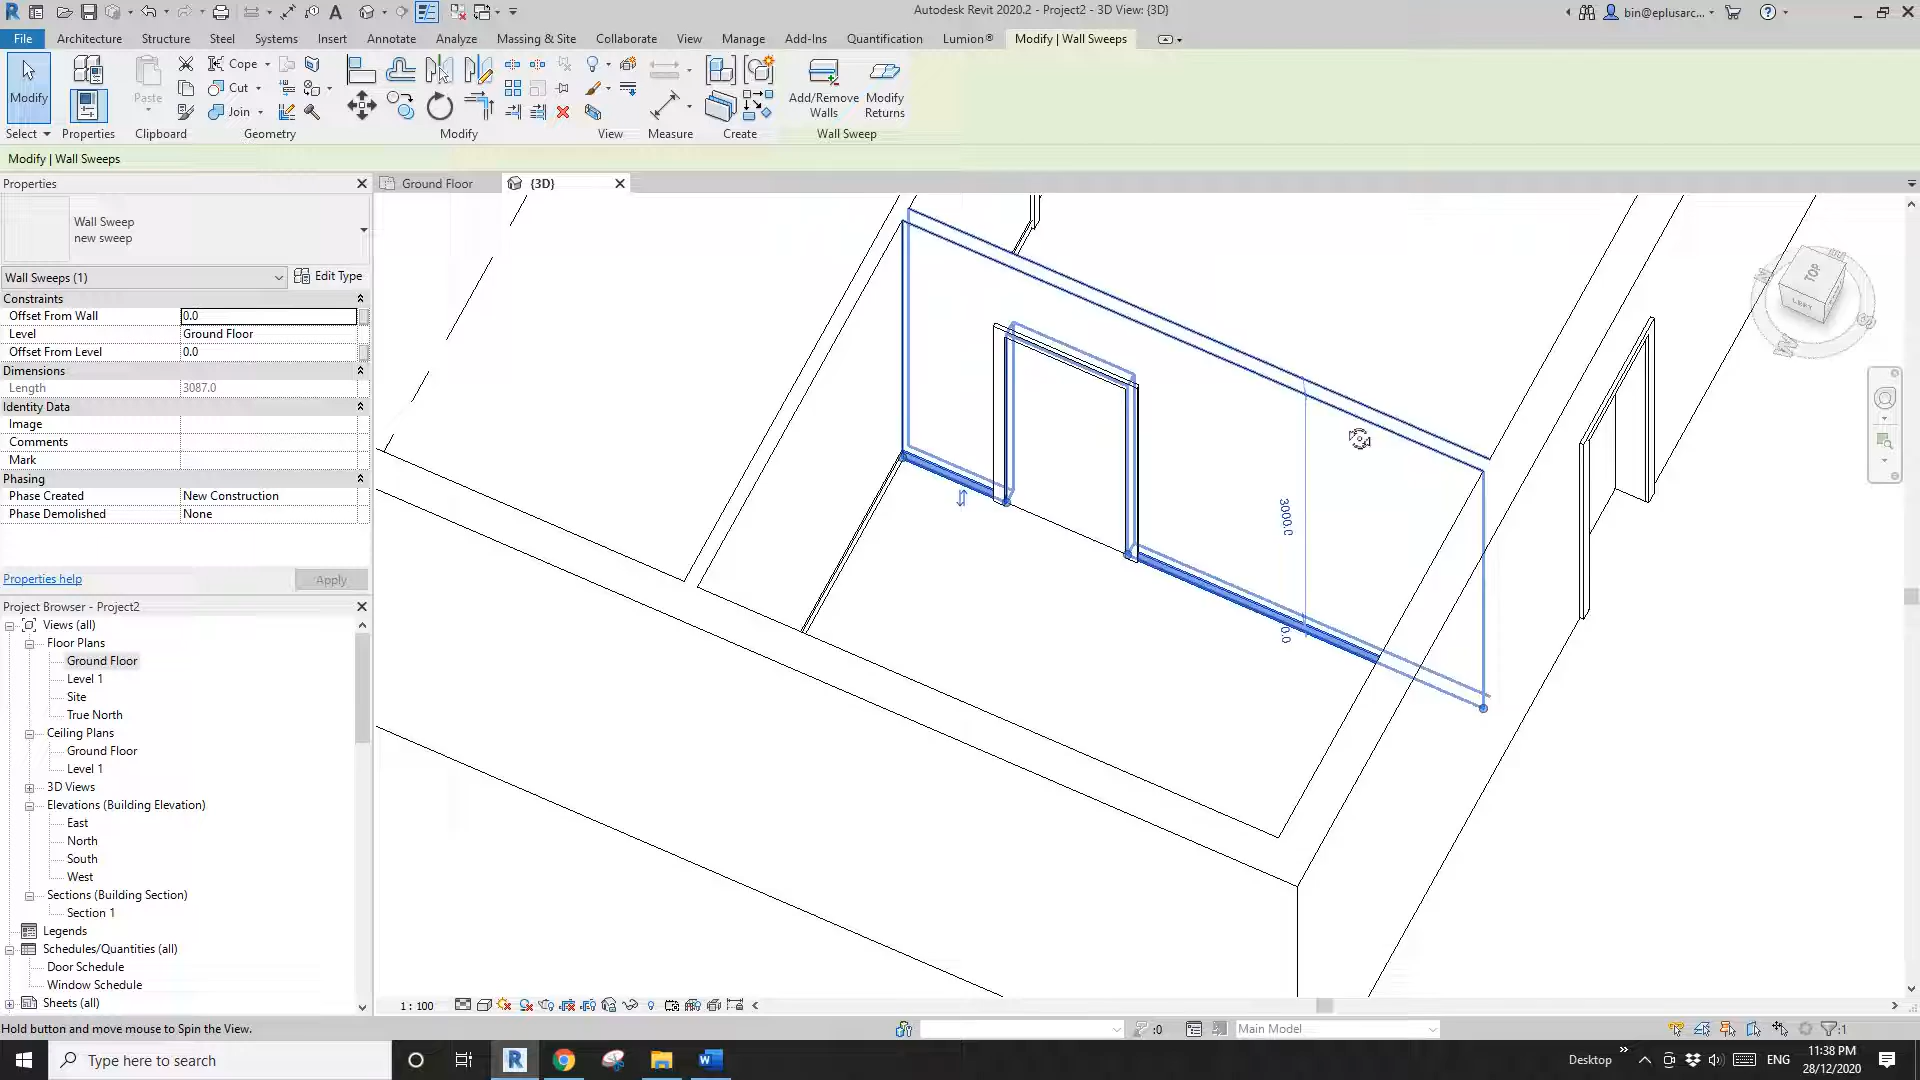 Autodesk Revit 2020.2 - Project2 - 3D View: {3D}
bin@eplusarc...
File Architecture Structure Steel Systems Insert Annotate Analyze Massing & Site Collaborate View Manage Add-Ins Quantification Lumion® Modify | Wall Sweeps
Modify
Paste
Cope
Cut
Join
Add/Remove Walls
Modify Returns
Select Properties Clipboard Geometry Modify View Measure Create Wall Sweep
Modify | Wall Sweeps
Properties
Ground Floor
{3D}
Wall Sweep
new sweep
Wall Sweeps (1)
Edit Type
Constraints
Offset From Wall 0.0
Level Ground Floor
Offset From Level 0.0
Dimensions
Length 3087.0
Identity Data
Image
Comments
Mark
Phasing
Phase Created New Construction
Phase Demolished None
Properties help
Apply
Project Browser - Project2
Views (all)
Floor Plans
Ground Floor
Level 1
Site
True North
Ceiling Plans
Ground Floor
Level 1
3D Views
Elevations (Building Elevation)
East
North
South
West
Sections (Building Section)
Section 1
Legends
Schedules/Quantities (all)
Door Schedule
Window Schedule
Sheets (all)
TOP
LEFT
3000.0
0.0
1 : 100
Hold button and move mouse to Spin the View.
:0
Main Model
:1
Type here to search
Desktop
ENG
11:38 PM
28/12/2020